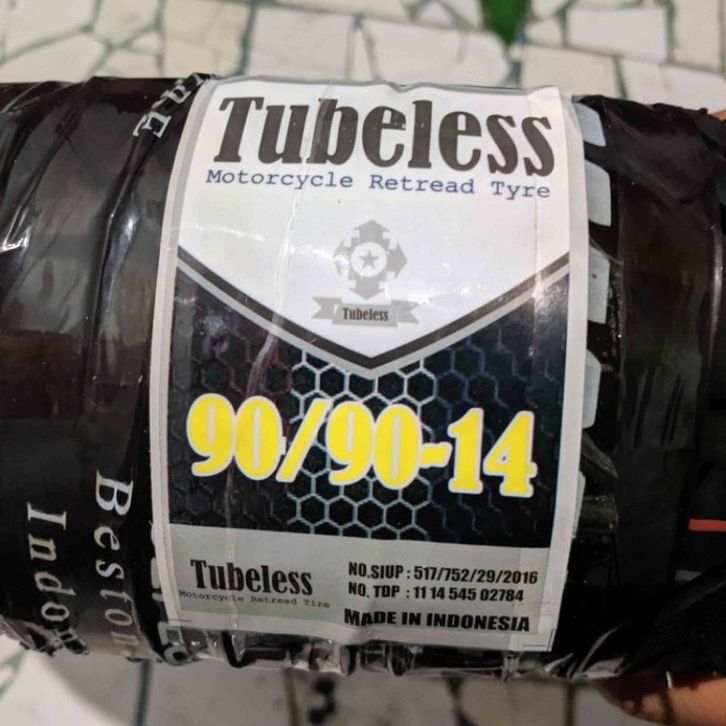 Tubeless
Motorcycle Retread Tyre
Tubeless
90/90-14
Tubeless
Motorcycle Retread Tire
NO.SIUP : 517/752/29/2016
NO. TDP : 11 14 545 02784
MADE IN INDONESIA